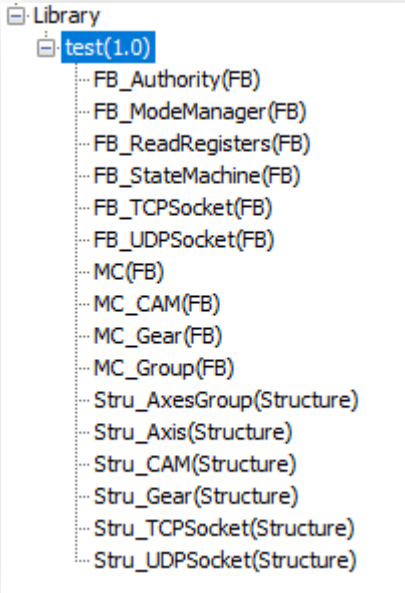 Library
test(1.0)
FB_Authority(FB)
FB_ModeManager(FB)
FB_ReadRegisters(FB)
FB_StateMachine(FB)
FB_TCPSocket(FB)
FB_UDPSocket(FB)
MC(FB)
MC_CAM(FB)
MC_Gear(FB)
MC_Group(FB)
Stru_AxesGroup(Structure)
Stru_Axis(Structure)
Stru_CAM(Structure)
Stru_Gear(Structure)
Stru_TCPSocket(Structure)
Stru_UDPSocket(Structure)